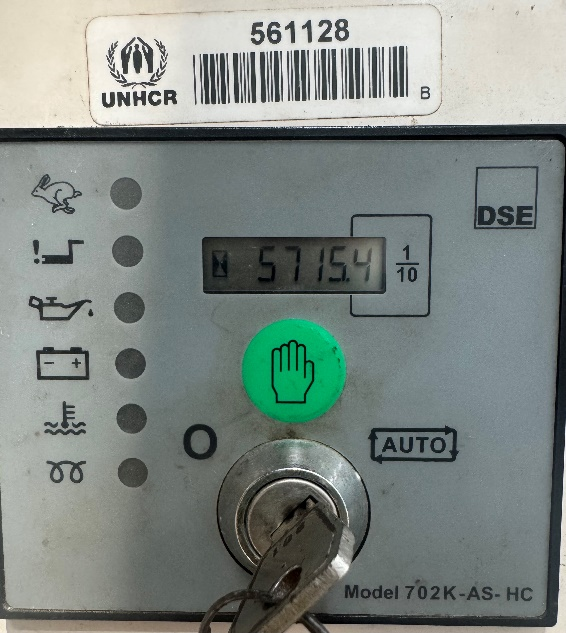 561128
UNHCR
B
DSE
5715.4
1
10
O
AUTO
Model 702K-AS-HC